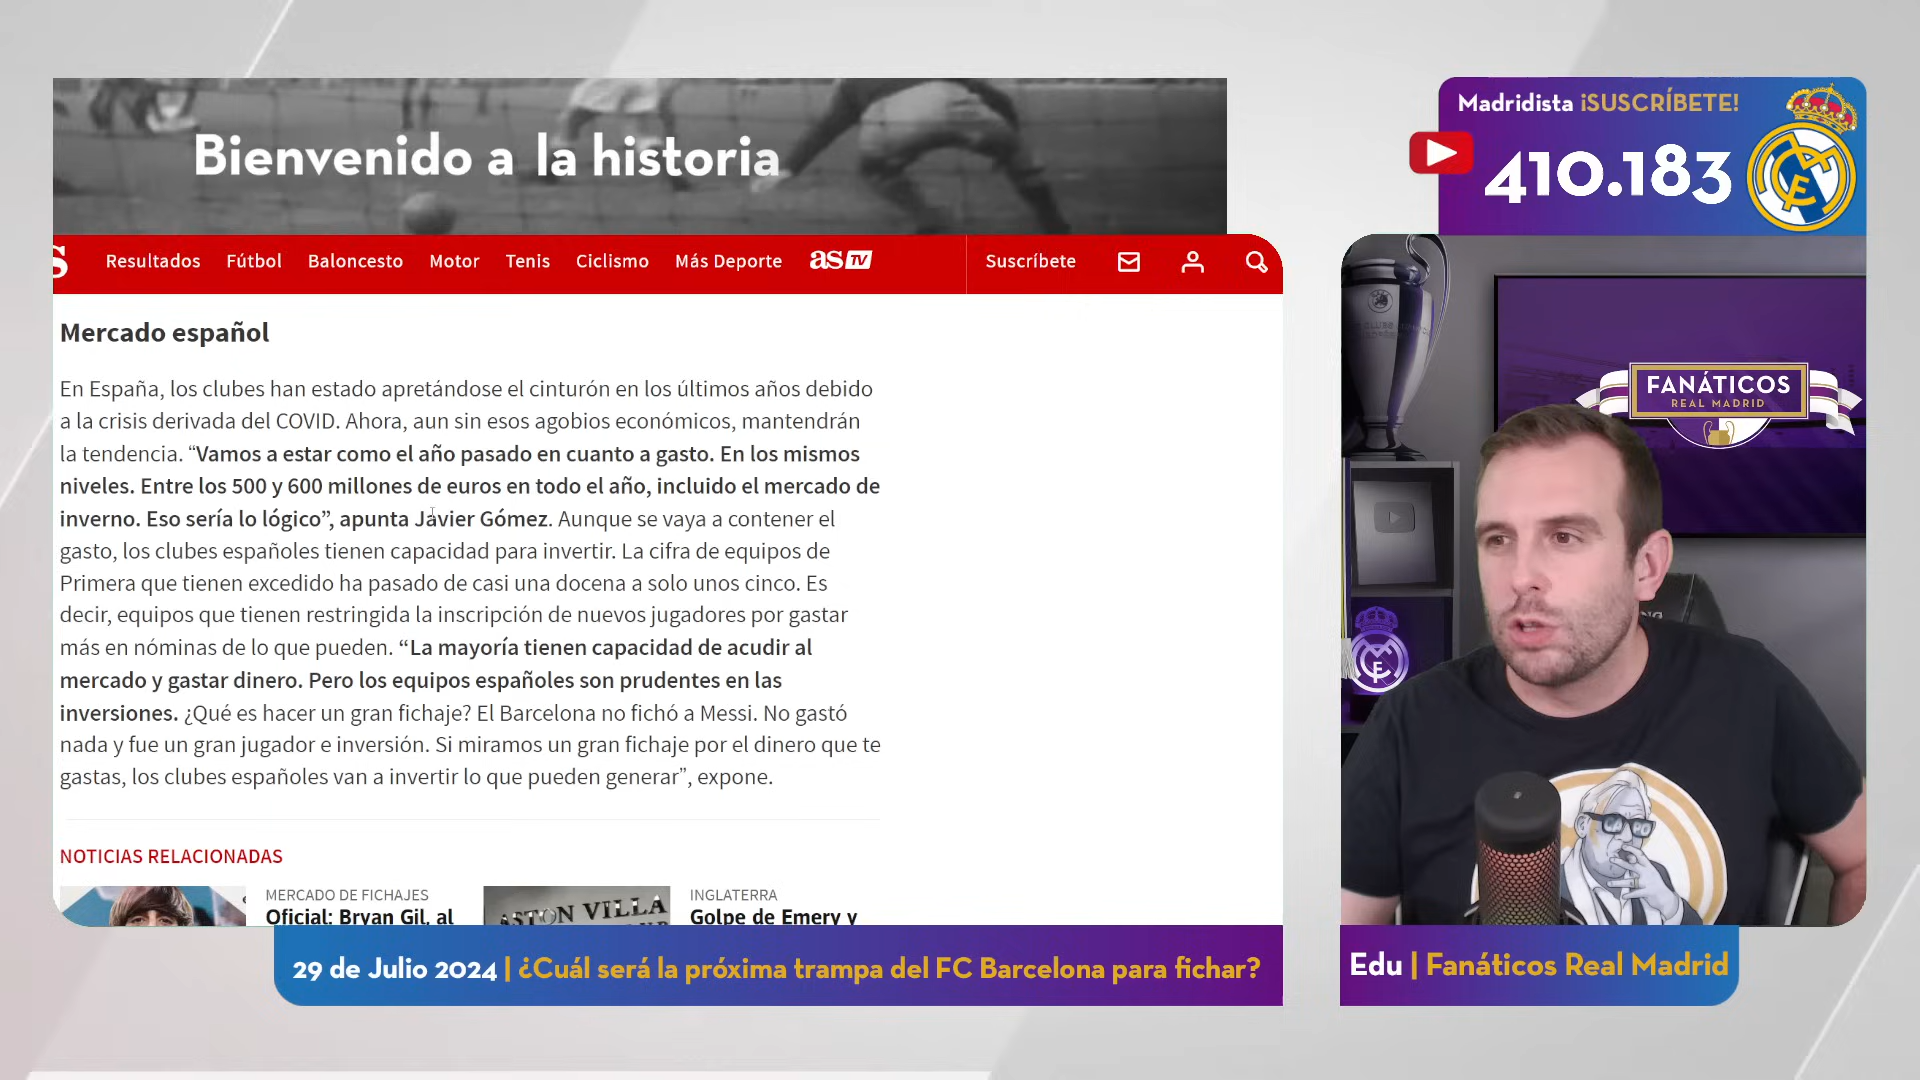 Bienvenido a la historia
Madridista ¡SUSCRÍBETE!
410.183
Resultados Fútbol Baloncesto Motor Tenis Ciclismo Más Deporte as TV Suscríbete
Mercado español
En España, los clubes han estado apretándose el cinturón en los últimos años debido
a la crisis derivada del COVID. Ahora, aun sin esos agobios económicos, mantendrán
la tendencia. “Vamos a estar como el año pasado en cuanto a gasto. En los mismos
niveles. Entre los 500 y 600 millones de euros en todo el año, incluido el mercado de
inverno. Eso sería lo lógico”, apunta Javier Gómez. Aunque se vaya a contener el
gasto, los clubes españoles tienen capacidad para invertir. La cifra de equipos de
Primera que tienen excedido ha pasado de casi una docena a solo unos cinco. Es
decir, equipos que tienen restringida la inscripción de nuevos jugadores por gastar
más en nóminas de lo que pueden. “La mayoría tienen capacidad de acudir al
mercado y gastar dinero. Pero los equipos españoles son prudentes en las
inversiones. ¿Qué es hacer un gran fichaje? El Barcelona no fichó a Messi. No gastó
nada y fue un gran jugador e inversión. Si miramos un gran fichaje por el dinero que te
gastas, los clubes españoles van a invertir lo que pueden generar”, expone.
NOTICIAS RELACIONADAS
MERCADO DE FICHAJES
Oficial: Bryan Gil, al
ASTON VILLA
INGLATERRA
Golpe de Emery y
FANÁTICOS
REAL MADRID
29 de Julio 2024 | ¿Cuál será la próxima trampa del FC Barcelona para fichar?
Edu | Fanáticos Real Madrid